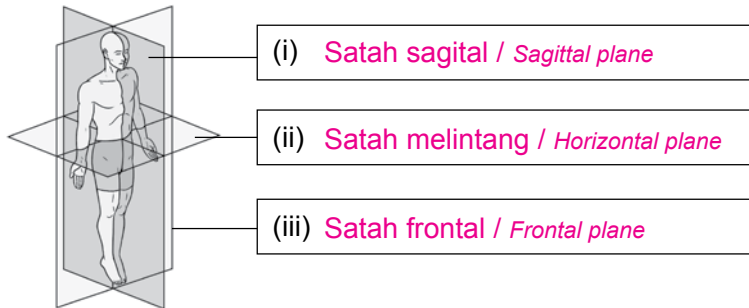 (i) Satah sagital / Sagittal plane
(ii) Satah melintang / Horizontal plane
(iii) Satah frontal / Frontal plane